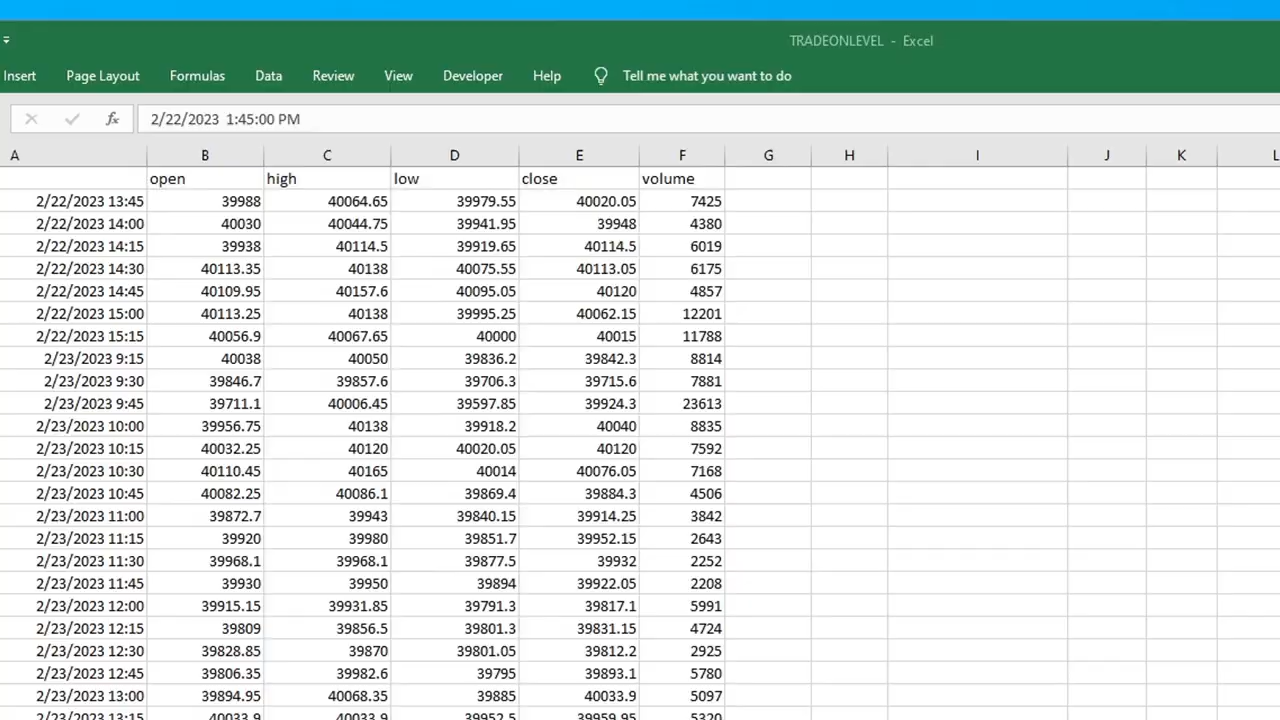 TRADEONLEVEL - Excel
Insert Page Layout Formulas Data Review View Developer Help Tell me what you want to do
fx 2/22/2023 1:45:00 PM
A B C D E F G H I J K L
open high low close volume
2/22/2023 13:45 39988 40064.65 39979.55 40020.05 7425
2/22/2023 14:00 40030 40044.75 39941.95 39948 4380
2/22/2023 14:15 39938 40114.5 39919.65 40114.5 6019
2/22/2023 14:30 40113.35 40138 40075.55 40113.05 6175
2/22/2023 14:45 40109.95 40157.6 40095.05 40120 4857
2/22/2023 15:00 40113.25 40138 39995.25 40062.15 12201
2/22/2023 15:15 40056.9 40067.65 40000 40015 11788
2/23/2023 9:15 40038 40050 39836.2 39842.3 8814
2/23/2023 9:30 39846.7 39857.6 39706.3 39715.6 7881
2/23/2023 9:45 39711.1 40006.45 39597.85 39924.3 23613
2/23/2023 10:00 39956.75 40138 39918.2 40040 8835
2/23/2023 10:15 40032.25 40120 40020.05 40120 7592
2/23/2023 10:30 40110.45 40165 40014 40076.05 7168
2/23/2023 10:45 40082.25 40086.1 39869.4 39884.3 4506
2/23/2023 11:00 39872.7 39943 39840.15 39914.25 3842
2/23/2023 11:15 39920 39980 39851.7 39952.15 2643
2/23/2023 11:30 39968.1 39968.1 39877.5 39932 2252
2/23/2023 11:45 39930 39950 39894 39922.05 2208
2/23/2023 12:00 39915.15 39931.85 39791.3 39817.1 5991
2/23/2023 12:15 39809 39856.5 39801.3 39831.15 4724
2/23/2023 12:30 39828.85 39870 39801.05 39812.2 2925
2/23/2023 12:45 39806.35 39982.6 39795 39893.1 5780
2/23/2023 13:00 39894.95 40068.35 39885 40033.9 5097
2/23/2023 13:15 40033.9 40033.9 39952.5 39959.95 5320